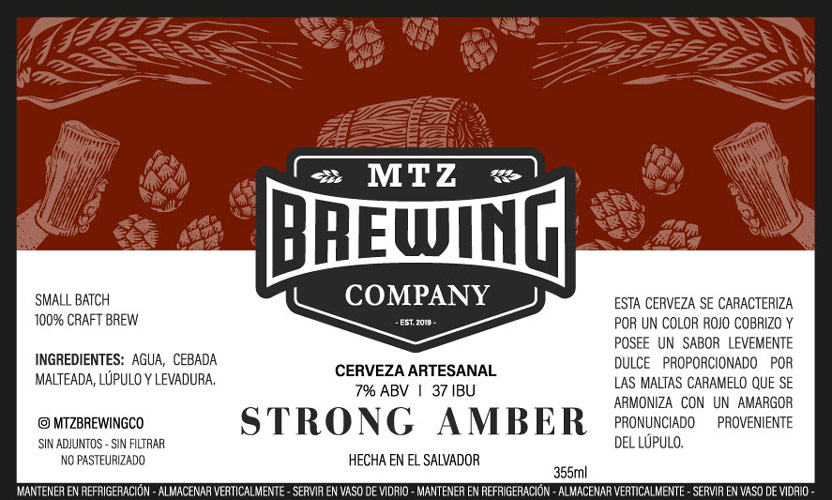 MTZ
BREWING
COMPANY
- EST. 2019 -
SMALL BATCH
100% CRAFT BREW
INGREDIENTES: AGUA, CEBADA
MALTEADA, LÚPULO Y LEVADURA.
MTZBREWINGCO
SIN ADJUNTOS - SIN FILTRAR
NO PASTEURIZADO
CERVEZA ARTESANAL
7% ABV | 37 IBU
STRONG AMBER
HECHA EN EL SALVADOR
355ml
ESTA CERVEZA SE CARACTERIZA
POR UN COLOR ROJO COBRIZO Y
POSEE UN SABOR LEVEMENTE
DULCE PROPORCIONADO POR
LAS MALTAS CARAMELO QUE SE
ARMONIZA CON UN AMARGOR
PRONUNCIADO PROVENIENTE
DEL LÚPULO.
MANTENER EN REFRIGERACIÓN - ALMACENAR VERTICALMENTE - SERVIR EN VASO DE VIDRIO - MANTENER EN REFRIGERACIÓN - ALMACENAR VERTICALMENTE - SERVIR EN VASO DE VIDRIO -